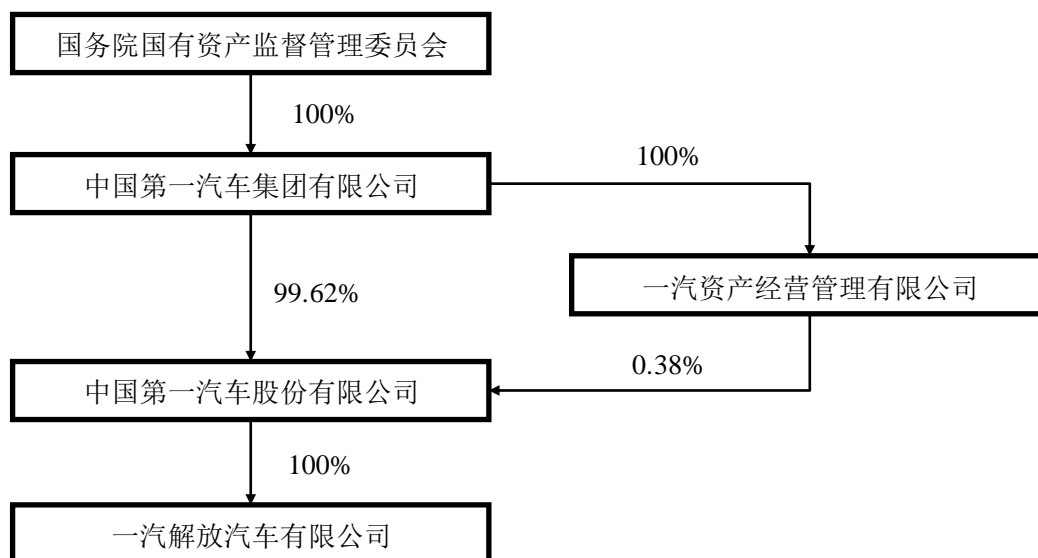 国务院国有资产监督管理委员会
100%
100%
中国第一汽车集团有限公司
99.62%
一汽资产经营管理有限公司
0.38%
中国第一汽车股份有限公司
100%
一汽解放汽车有限公司